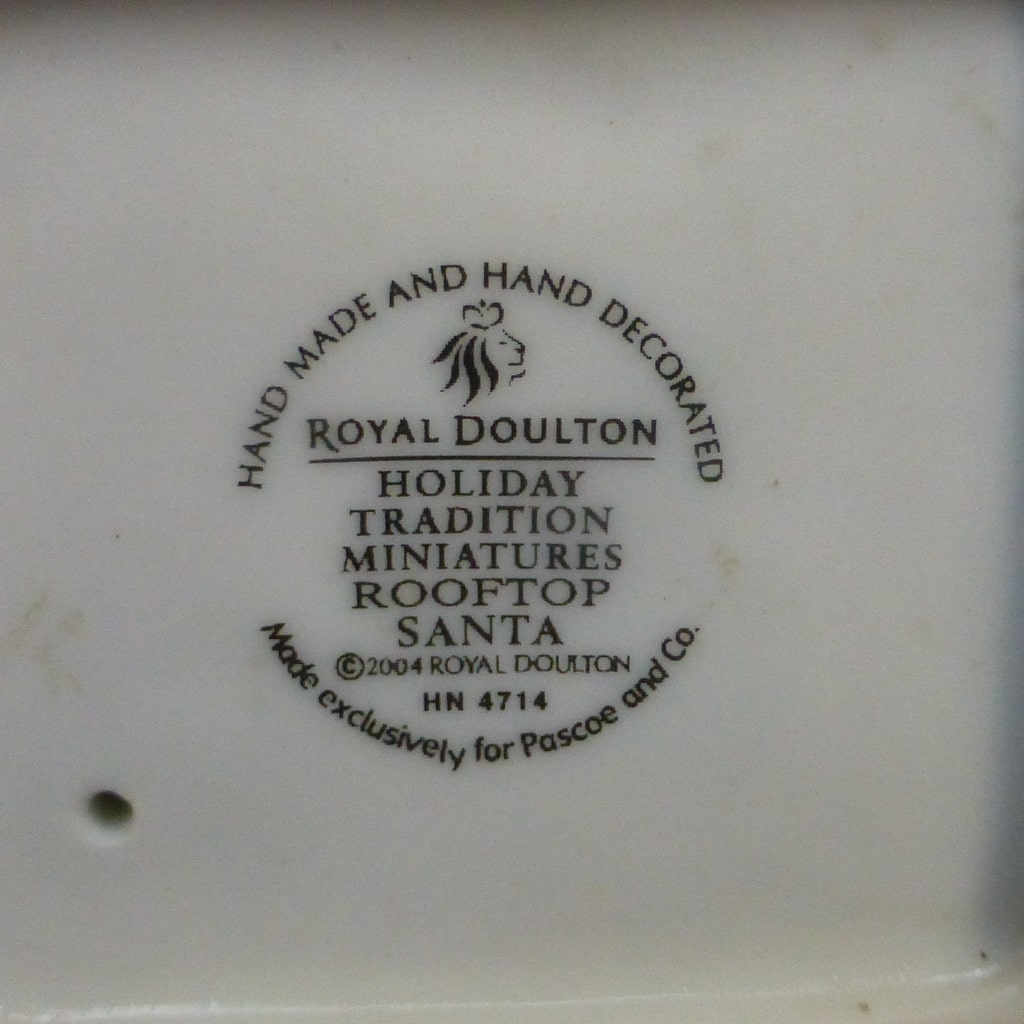 HAND MADE AND HAND DECORATED
ROYAL DOULTON
HOLIDAY
TRADITION
MINIATURES
ROOFTOP
SANTA
©2004 ROYAL DOULTON
HN 4714
Made exclusively for Pascoe and Co.